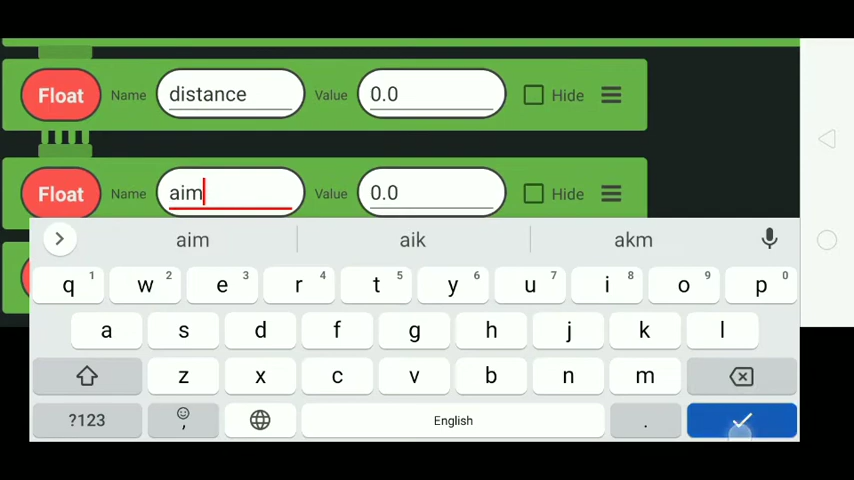 Float Name distance Value 0.0 Hide
Float Name aim Value 0.0 Hide
aim aik akm
q 1 w 2 e 3 r 4 t 5 y 6 u 7 i 8 o 9 p 0
a s d f g h j k l
z x c v b n m
?123 , English .